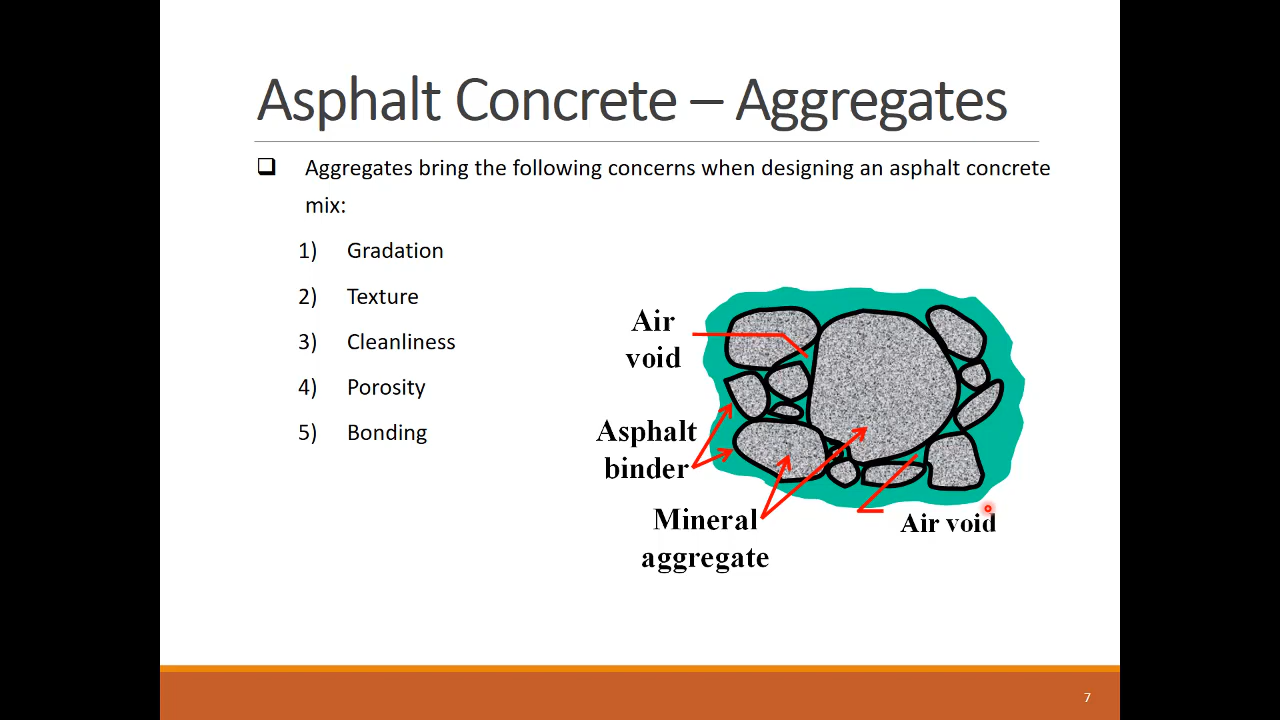 Asphalt Concrete – Aggregates
❑ Aggregates bring the following concerns when designing an asphalt concrete
mix:
1) Gradation
2) Texture
3) Cleanliness
4) Porosity
5) Bonding
Air
void
Asphalt
binder
Mineral
aggregate
Air void
7